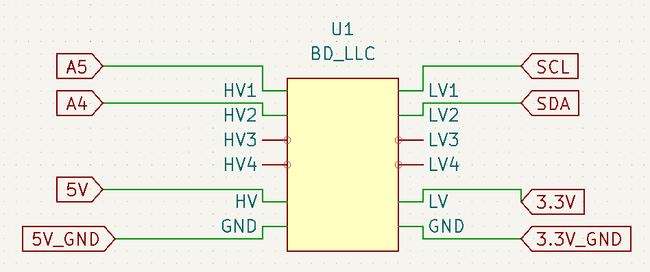 U1
BD_LLC
A5
SCL
HV1
LV1
A4
SDA
HV2
LV2
HV3
LV3
HV4
LV4
5V
HV
LV
3.3V
GND
GND
5V_GND
3.3V_GND